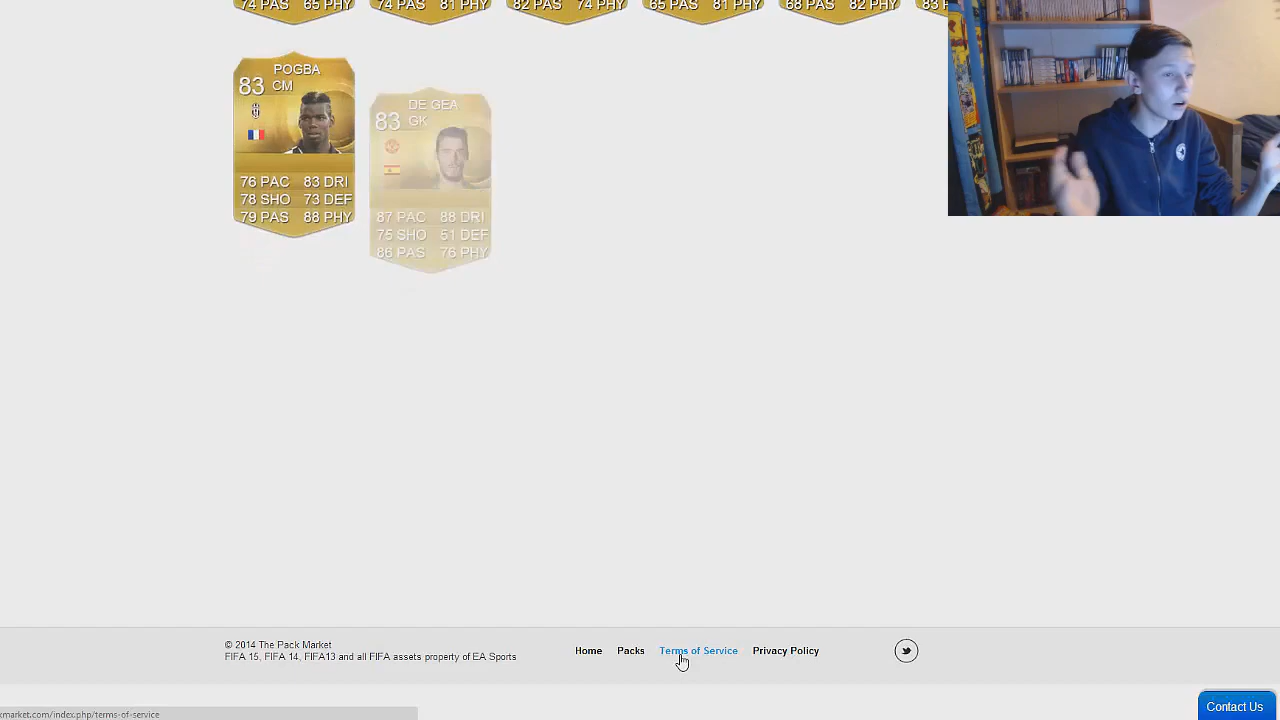 74 PAS 65 PHY
74 PAS 81 PHY
82 PAS 74 PHY
65 PAS 81 PHY
68 PAS 82 PHY
83
POGBA
83 CM
76 PAC 83 DRI
78 SHO 73 DEF
79 PAS 88 PHY
DE GEA
83 GK
87 PAC 88 DRI
75 SHO 51 DEF
86 PAS 76 PHY
© 2014 The Pack Market
FIFA 15, FIFA 14, FIFA13 and all FIFA assets property of EA Sports
Home Packs Terms of Service Privacy Policy
Contact Us
xmarket.com/index.php/terms-of-service